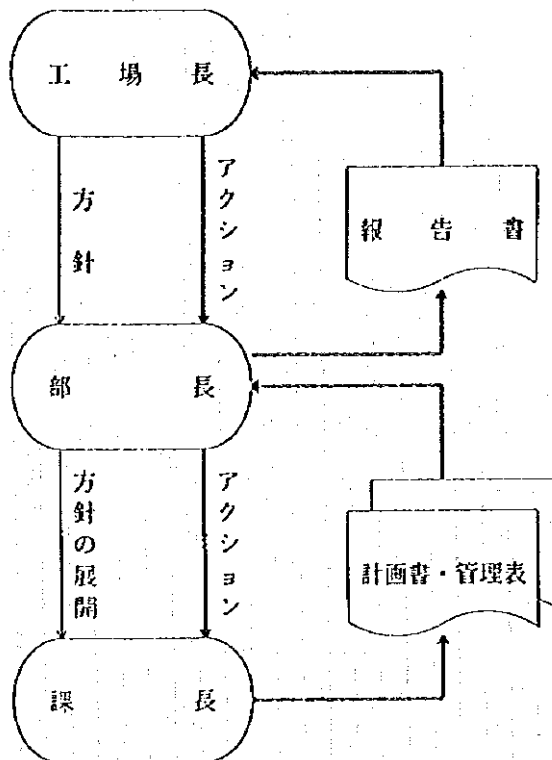 工場長
方針
アクション
報告書
部長
方針の展開
アクション
計画書・管理表
課長